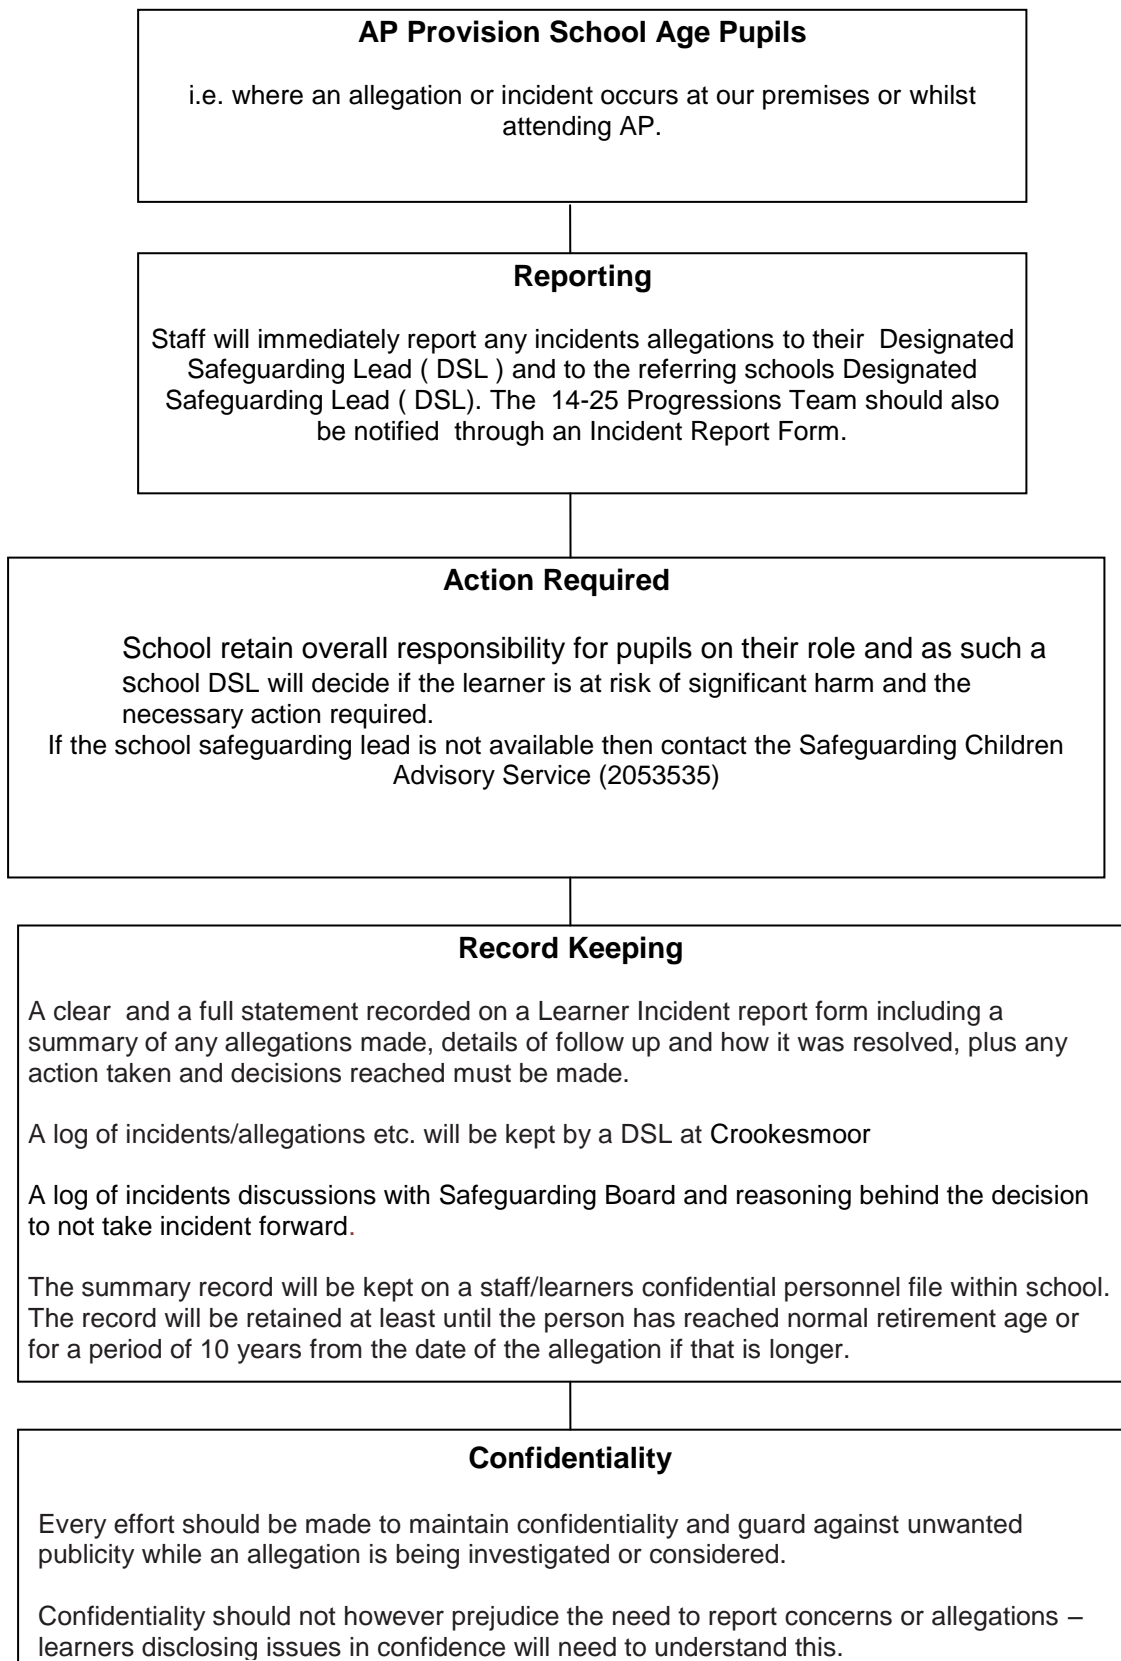 AP Provision School Age Pupils
i.e. where an allegation or incident occurs at our premises or whilst
attending AP.
Reporting
Staff will immediately report any incidents allegations to their  Designated
Safeguarding Lead ( DSL ) and to the referring schools Designated
Safeguarding Lead ( DSL). The  14-25 Progressions Team should also
be notified  through an Incident Report Form.
Action Required
School retain overall responsibility for pupils on their role and as such a
school DSL will decide if the learner is at risk of significant harm and the
necessary action required.
If the school safeguarding lead is not available then contact the Safeguarding Children
Advisory Service (2053535)
Record Keeping
A clear  and a full statement recorded on a Learner Incident report form including a
summary of any allegations made, details of follow up and how it was resolved, plus any
action taken and decisions reached must be made.
A log of incidents/allegations etc. will be kept by a DSL at Crookesmoor
A log of incidents discussions with Safeguarding Board and reasoning behind the decision
to not take incident forward.
The summary record will be kept on a staff/learners confidential personnel file within school.
The record will be retained at least until the person has reached normal retirement age or
for a period of 10 years from the date of the allegation if that is longer.
Confidentiality
Every effort should be made to maintain confidentiality and guard against unwanted
publicity while an allegation is being investigated or considered.
Confidentiality should not however prejudice the need to report concerns or allegations –
learners disclosing issues in confidence will need to understand this.